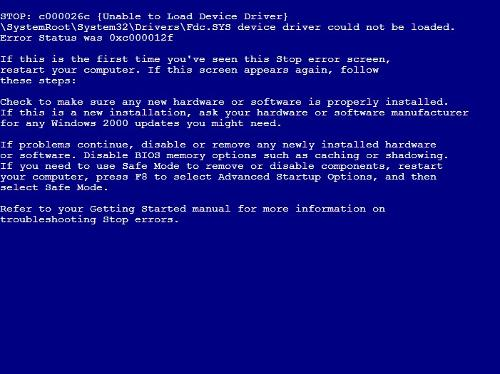 STOP: c000026c {Unable to Load Device Driver}
\SystemRoot\System32\Drivers\Fdc.SYS device driver could not be loaded.
Error Status was 0xc000012f
If this is the first time you've seen this Stop error screen,
restart your computer. If this screen appears again, follow
these steps:
Check to make sure any new hardware or software is properly installed.
If this is a new installation, ask your hardware or software manufacturer
for any Windows 2000 updates you might need.
If problems continue, disable or remove any newly installed hardware
or software. Disable BIOS memory options such as caching or shadowing.
If you need to use Safe Mode to remove or disable components, restart
your computer, press F8 to select Advanced Startup Options, and then
select Safe Mode.
Refer to your Getting Started manual for more information on
troubleshooting Stop errors.